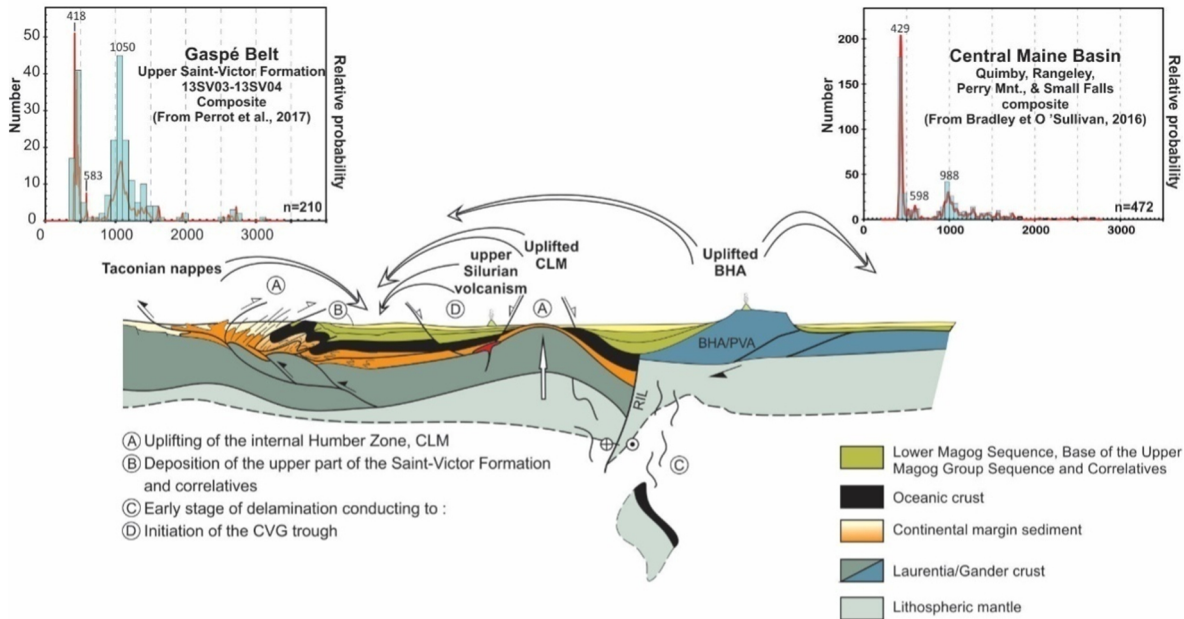 418
50
40
30
20
10
0
Number
1050
583
Gaspé Belt
Upper Saint-Victor Formation
13SV03-13SV04
Composite
(From Perrot et al., 2017)
n=210
Relative probability
0 1000 2000 3000
429
200
150
100
50
0
Number
598
988
Central Maine Basin
Quimby, Rangeley,
Perry Mnt., & Small Falls
composite
(From Bradley et O 'Sullivan, 2016)
n=472
Relative probability
0 1000 2000 3000
Taconian nappes
upper
Silurian
volcanism
Uplifted
CLM
Uplifted
BHA
A
B
D
A
BHA/PVA
RIL
C
A Uplifting of the internal Humber Zone, CLM
B Deposition of the upper part of the Saint-Victor Formation
and correlatives
C Early stage of delamination conducting to :
D Initiation of the CVG trough
Lower Magog Sequence, Base of the Upper
Magog Group Sequence and Correlatives
Oceanic crust
Continental margin sediment
Laurentia/Gander crust
Lithospheric mantle